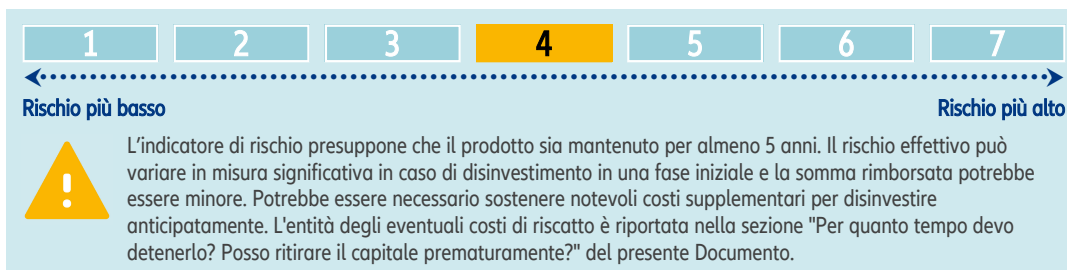 1 2 3 4 5 6 7
Rischio più basso Rischio più alto
L’indicatore di rischio presuppone che il prodotto sia mantenuto per almeno 5 anni. Il rischio effettivo può
variare in misura significativa in caso di disinvestimento in una fase iniziale e la somma rimborsata potrebbe
essere minore. Potrebbe essere necessario sostenere notevoli costi supplementari per disinvestire
anticipatamente. L'entità degli eventuali costi di riscatto è riportata nella sezione "Per quanto tempo devo
detenerlo? Posso ritirare il capitale prematuramente?" del presente Documento.